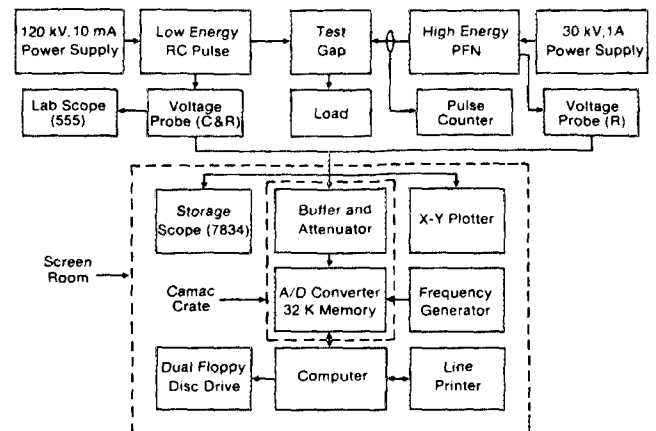 120 kV, 10 mA
Power Supply
Low Energy
RC Pulse
Test
Gap
High Energy
PFN
30 kV, 1A
Power Supply
Lab Scope
(555)
Voltage
Probe (C&R)
Load
Pulse
Counter
Voltage
Probe (R)
Storage
Scope (7834)
Buffer and
Attenuator
X-Y Plotter
Screen
Room
Camac
Crate
A/D Converter
32 K Memory
Frequency
Generator
Dual Floppy
Disc Drive
Computer
Line
Printer